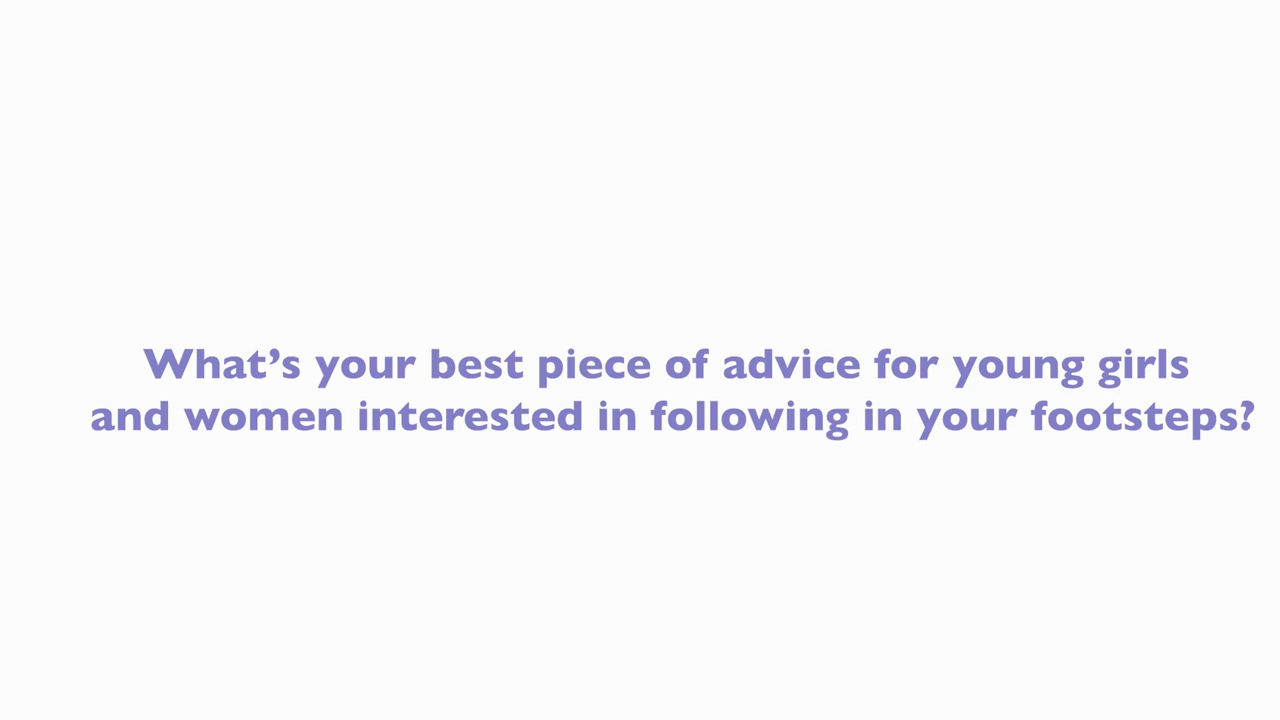 What’s your best piece of advice for young girls
and women interested in following in your footsteps?